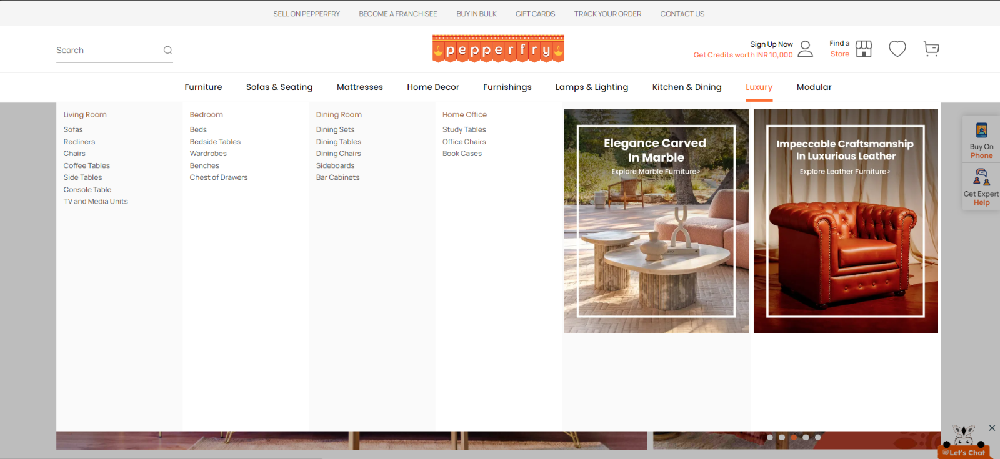 SELL ON PEPPERFRY
BECOME A FRANCHISEE
BUY IN BULK
GIFT CARDS
TRACK YOUR ORDER
CONTACT US
Search
pepperfry
Sign Up Now
Get Credits worth INR 10,000
Find a
Store
Furniture
Sofas & Seating
Mattresses
Home Decor
Furnishings
Lamps & Lighting
Kitchen & Dining
Luxury
Modular
Living Room
Sofas
Recliners
Chairs
Coffee Tables
Side Tables
Console Table
TV and Media Units
Bedroom
Beds
Bedside Tables
Wardrobes
Benches
Chest of Drawers
Dining Room
Dining Sets
Dining Tables
Dining Chairs
Sideboards
Bar Cabinets
Home Office
Study Tables
Office Chairs
Book Cases
Elegance Carved
In Marble
Explore Marble Furniture>
Impeccable Craftsmanship
In Luxurious Leather
Explore Leather Furniture>
Buy On
Phone
Get Expert
Help
Let's Chat